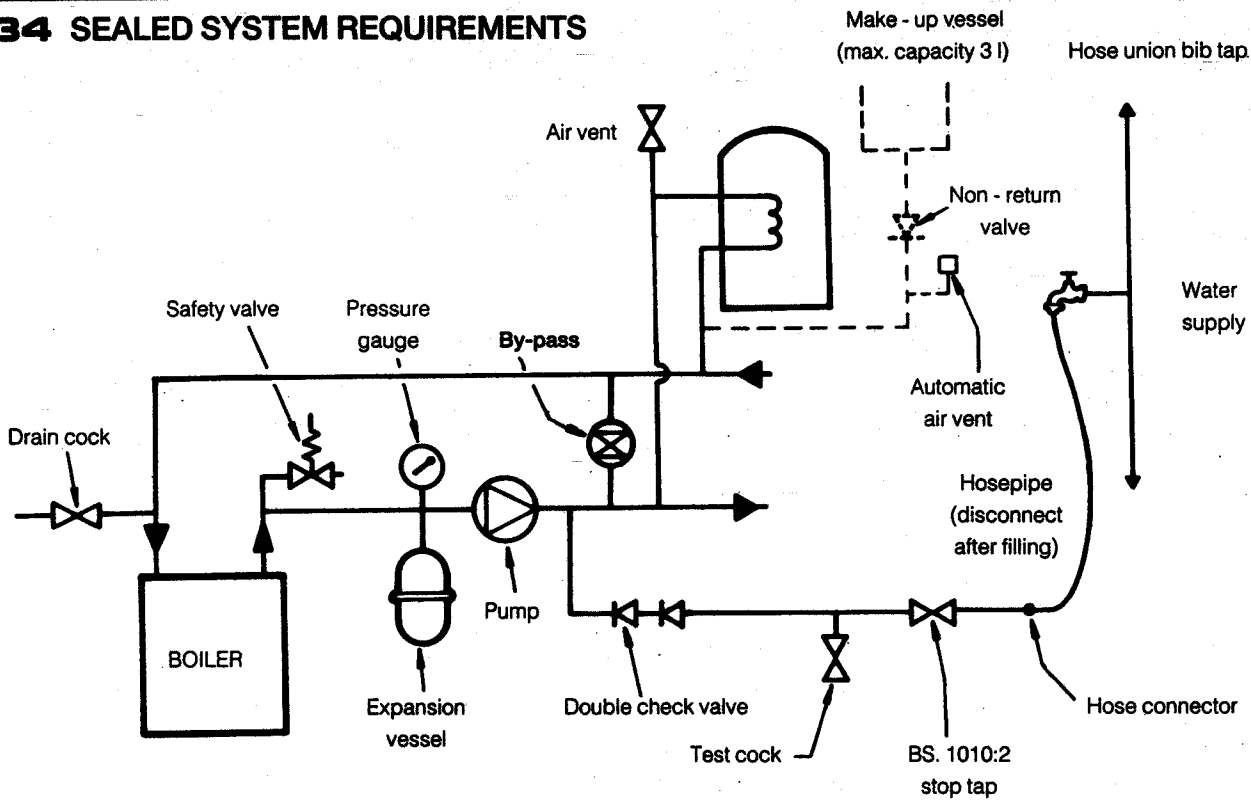 34 SEALED SYSTEM REQUIREMENTS
Make - up vessel
(max. capacity 3 l)
Hose union bib tap.
Air vent
Non - return
valve
Safety valve
Pressure
gauge
By-pass
Water
supply
Automatic
air vent
Drain cock
Hosepipe
(disconnect
after filling)
Pump
BOILER
Expansion
vessel
Double check valve
Hose connector
Test cock
BS. 1010:2
stop tap